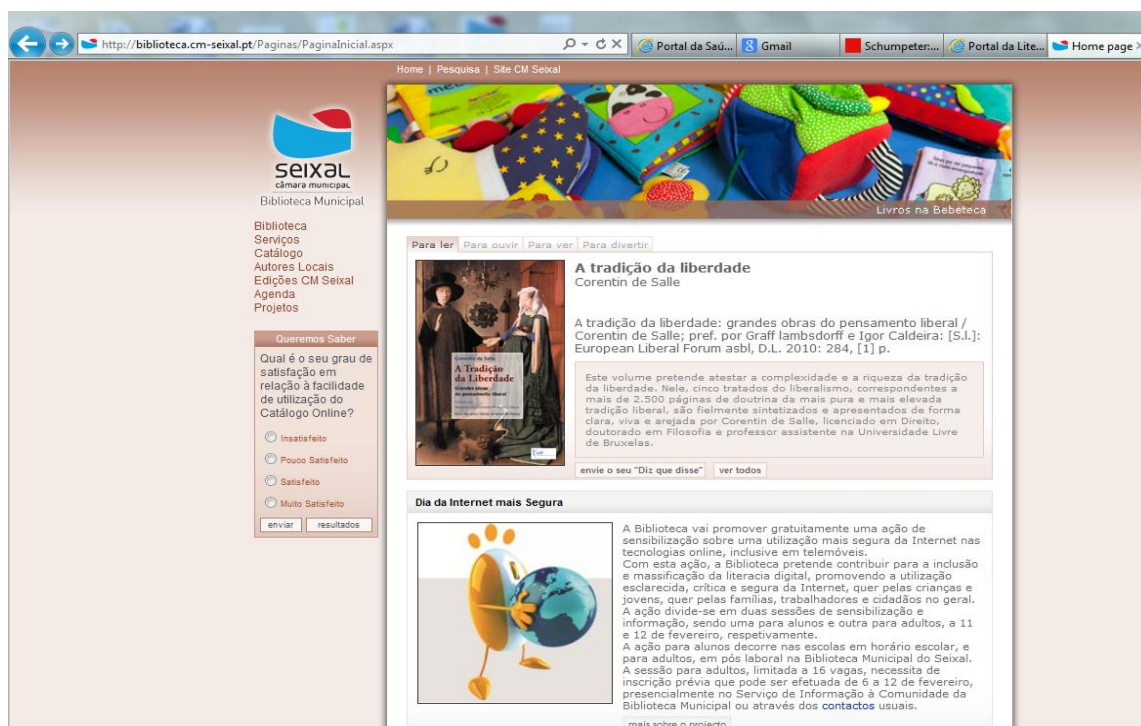 http://biblioteca.cm-seixal.pt/Paginas/PaginaInicial.aspx
Portal da Saú...
Gmail
Schumpeter:...
Portal da Lite...
Home page
Home | Pesquisa | Site CM Seixal
seixal
câmara municipal
Biblioteca Municipal
Livros na Bebeteca
Biblioteca
Serviços
Catálogo
Autores Locais
Edições CM Seixal
Agenda
Projetos
Queremos Saber
Qual é o seu grau de
satisfação em
relação à facilidade
de utilização do
Catálogo Online?
Insatisfeito
Pouco Satisfeito
Satisfeito
Muito Satisfeito
enviar
resultados
Para ler
Para ouvir
Para ver
Para divertir
Corentin de Salle
A Tradição
da Liberdade
Grandes obras
do pensamento liberal
A tradição da liberdade
Corentin de Salle
A tradição da liberdade: grandes obras do pensamento liberal /
Corentin de Salle; pref. por Graff lambsdorff e Igor Caldeira: [S.l.]:
European Liberal Forum asbl, D.L. 2010: 284, [1] p.
Este volume pretende atestar a complexidade e a riqueza da tradição
da liberdade. Nele, cinco tratados do liberalismo, correspondentes a
mais de 2.500 páginas de doutrina da mais pura e mais elevada
tradição liberal, são fielmente sintetizados e apresentados de forma
clara, viva e arejada por Corentin de Salle, licenciado em Direito,
doutorado em Filosofia e professor assistente na Universidade Livre
de Bruxelas.
envie o seu "Diz que disse"
ver todos
Dia da Internet mais Segura
A Biblioteca vai promover gratuitamente uma ação de
sensibilização sobre uma utilização mais segura da Internet nas
tecnologias online, inclusive em telemóveis.
Com esta ação, a Biblioteca pretende contribuir para a inclusão
e massificação da literacia digital, promovendo a utilização
esclarecida, crítica e segura da Internet, quer pelas crianças e
jovens, quer pelas famílias, trabalhadores e cidadãos no geral.
A ação divide-se em duas sessões de sensibilização e
informação, sendo uma para alunos e outra para adultos, a 11
e 12 de fevereiro, respetivamente.
A ação para alunos decorre nas escolas em horário escolar, e
para adultos, em pós laboral na Biblioteca Municipal do Seixal.
A sessão para adultos, limitada a 16 vagas, necessita de
inscrição prévia que pode ser efetuada de 6 a 12 de fevereiro,
presencialmente no Serviço de Informação à Comunidade da
Biblioteca Municipal ou através dos contactos usuais.
mais sobre o projecto